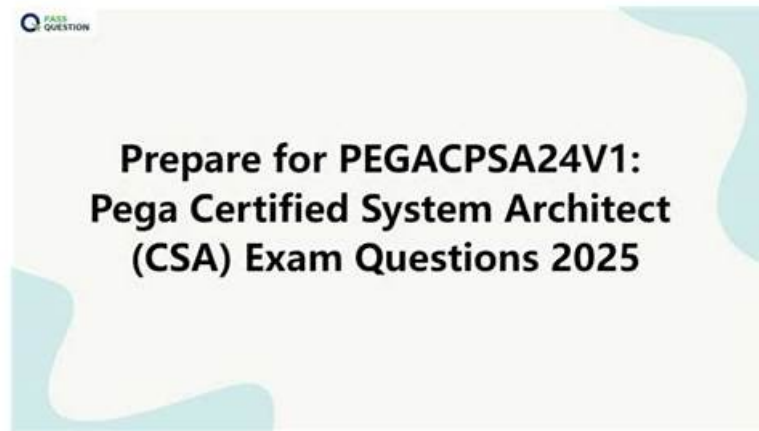 PASS
QUESTION
Prepare for PEGACPSA24V1:
Pega Certified System Architect
(CSA) Exam Questions 2025